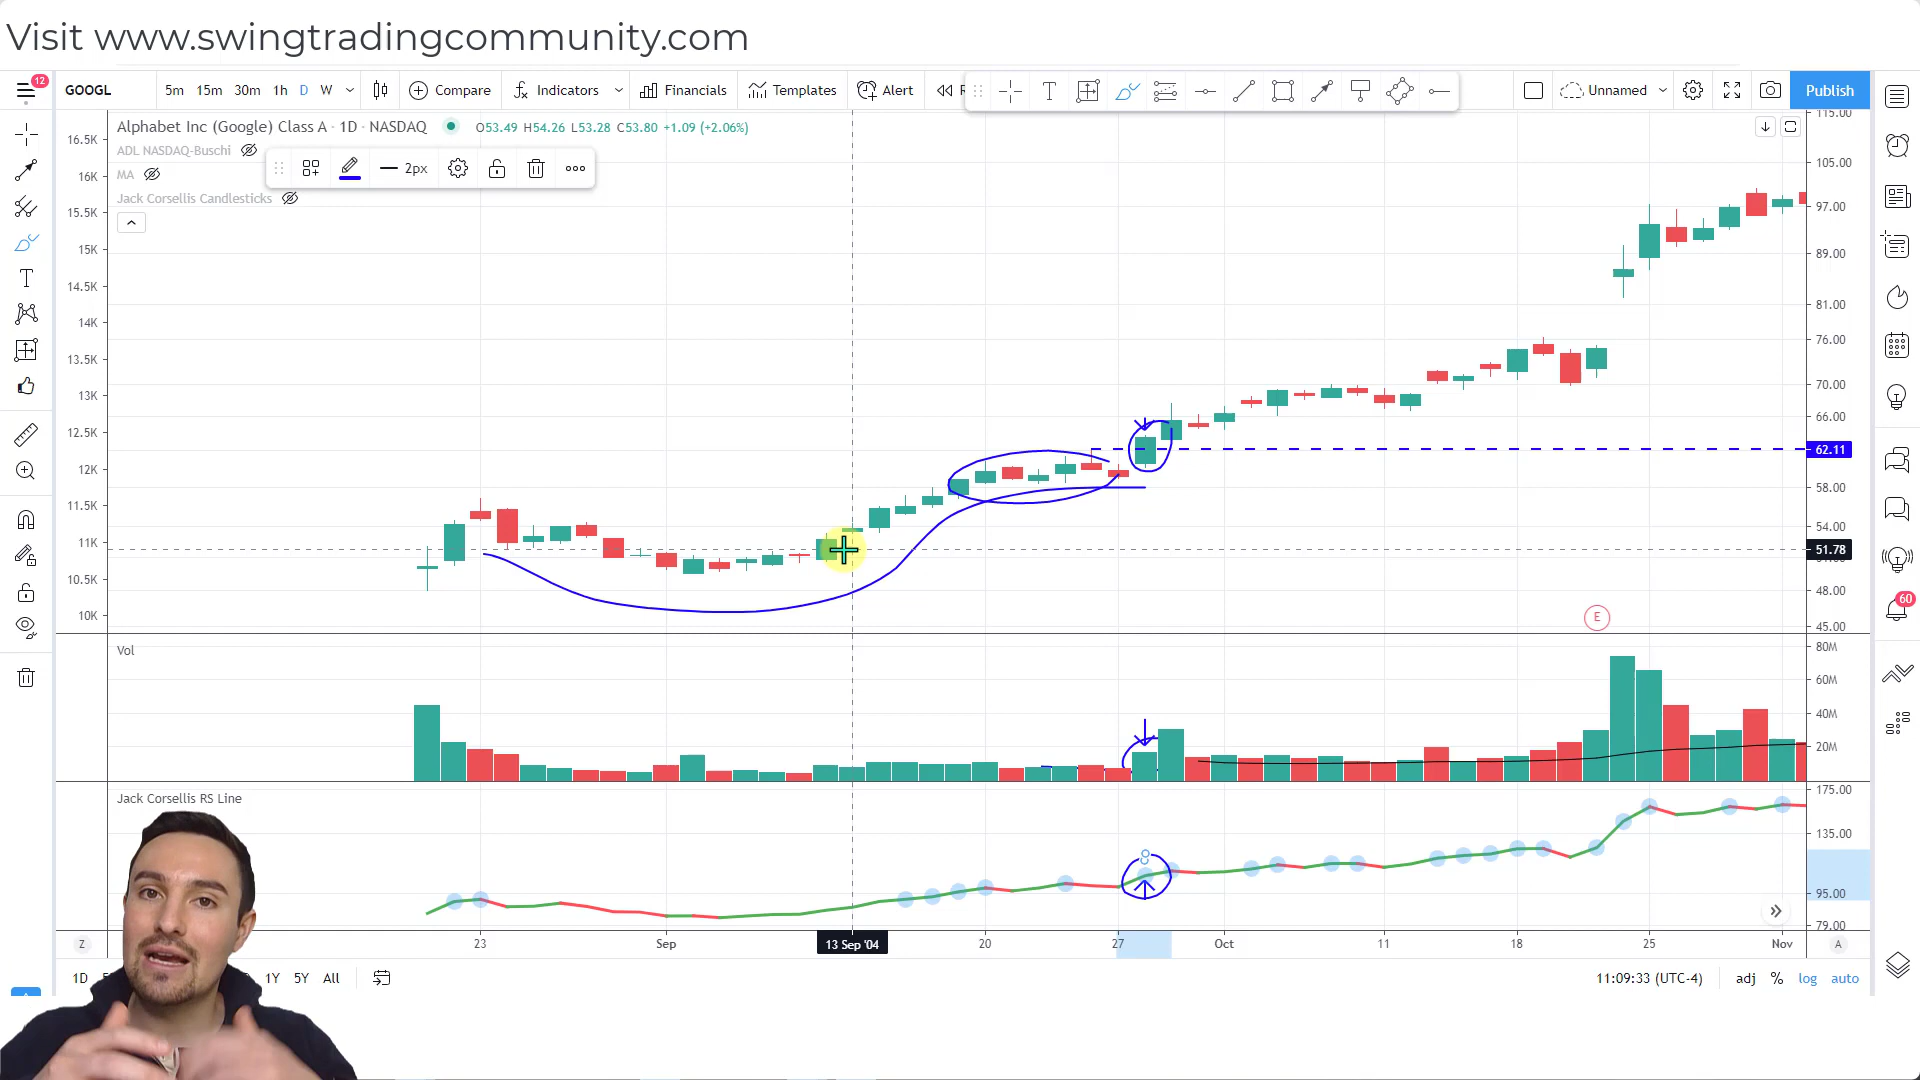 Visit www.swingtradingcommunity.com
12
GOOGL 5m 15m 30m 1h D W Compare Indicators Financials Templates Alert Unnamed Publish
Alphabet Inc (Google) Class A · 1D · NASDAQ O53.49 H54.26 L53.28 C53.80 +1.09 (+2.06%)
ADL NASDAQ-Buschi
2px
MA
Jack Corsellis Candlesticks
16.5K
16K
15.5K
15K
14.5K
14K
13.5K
13K
12.5K
12K
11.5K
11K
10.5K
10K
115.00
105.00
97.00
89.00
81.00
76.00
70.00
66.00
62.11
58.00
54.00
51.78
48.00
45.00
E
60
Vol
80M
60M
40M
20M
Jack Corsellis RS Line
175.00
135.00
95.00
79.00
Z 23 Sep 13 Sep '04 20 27 Oct 11 18 25 Nov A
1D 1Y 5Y All 11:09:33 (UTC-4) adj % log auto